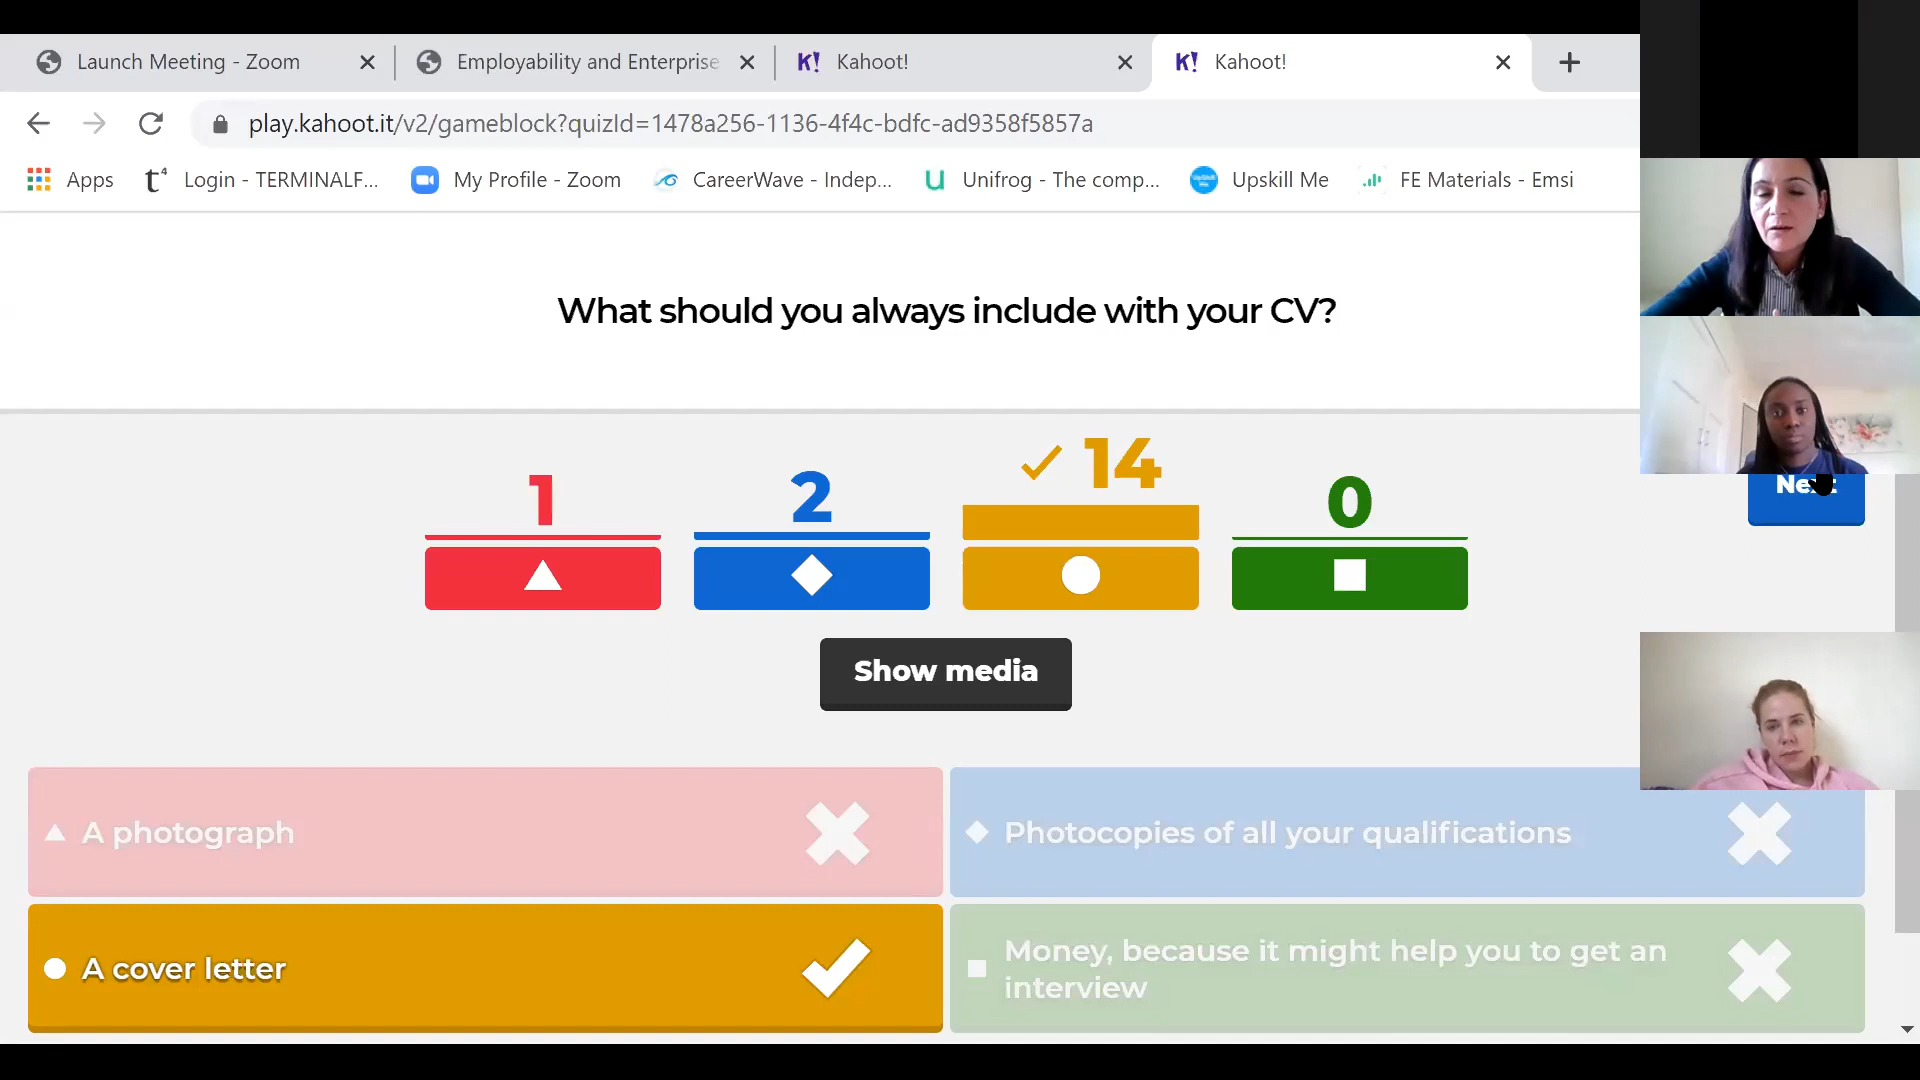 Launch Meeting - Zoom
Employability and Enterprise
K! Kahoot!
K! Kahoot!
play.kahoot.it/v2/gameblock?quizId=1478a256-1136-4f4c-bdfc-ad9358f5857a
Apps
t4 Login - TERMINALF...
My Profile - Zoom
CareerWave - Indep...
Unifrog - The comp...
Upskill Me
FE Materials - Emsi
What should you always include with your CV?
1
2
14
0
Next
Show media
A photograph
Photocopies of all your qualifications
A cover letter
Money, because it might help you to get an
interview